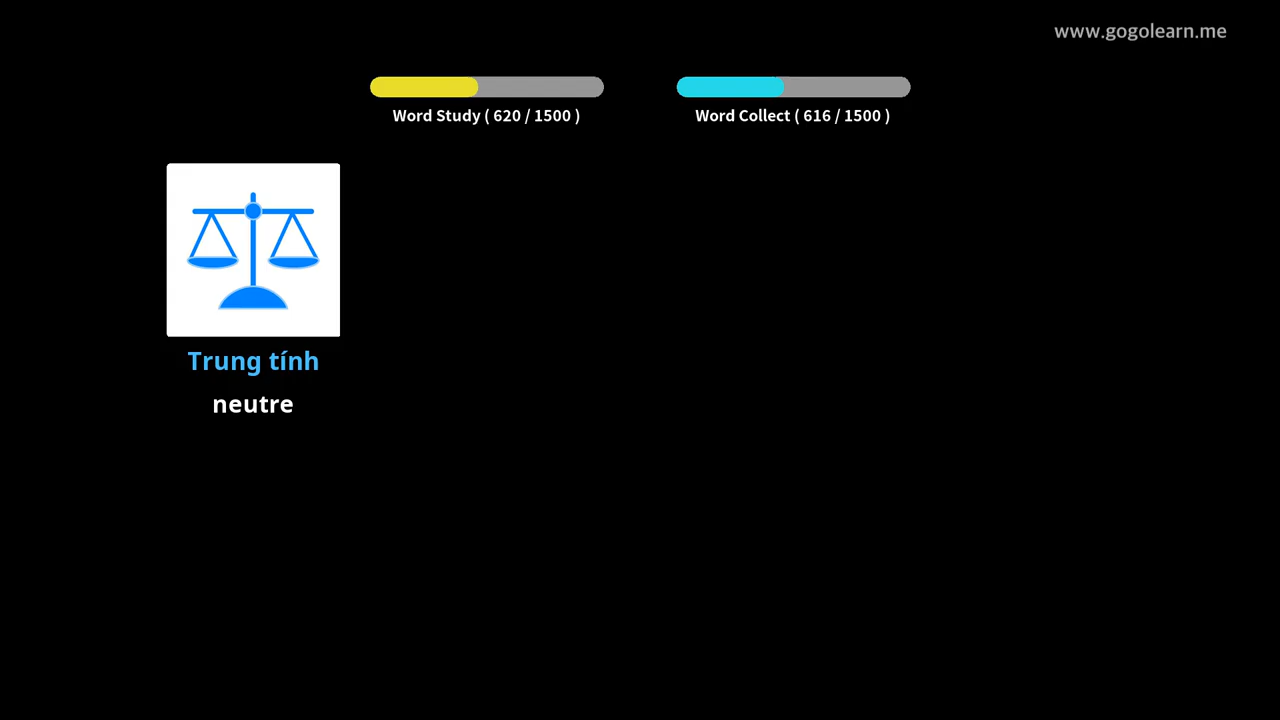 www.gogolearn.me
Word Study ( 620 / 1500 )
Word Collect ( 616 / 1500 )
Trung tính
neutre